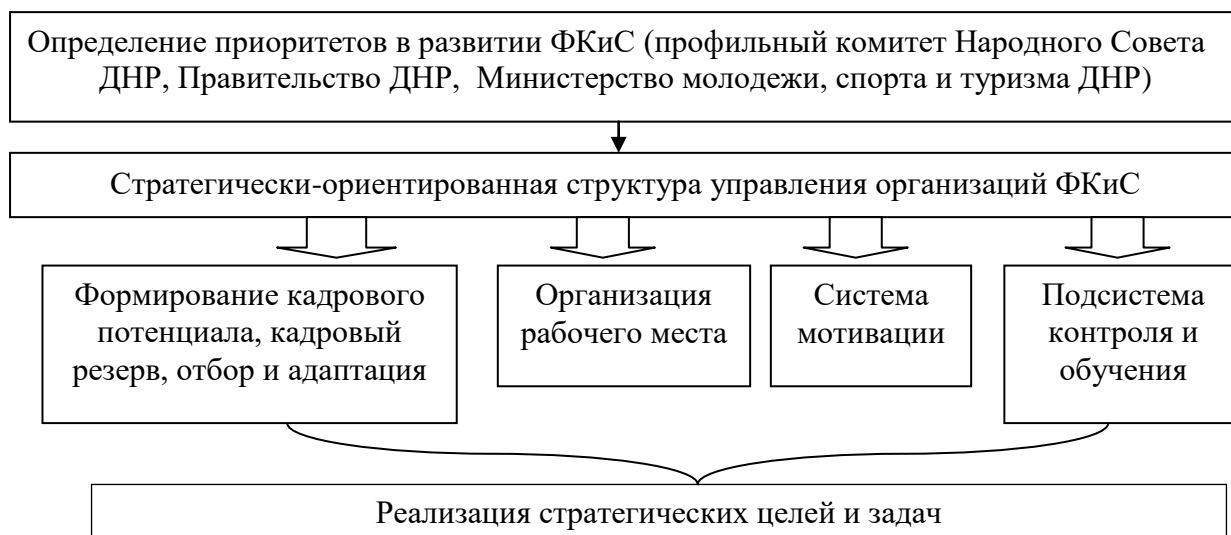 Определение приоритетов в развитии ФКиС (профильный комитет Народного Совета
ДНР, Правительство ДНР, Министерство молодежи, спорта и туризма ДНР)
Стратегически-ориентированная структура управления организаций ФКиС
Формирование кадрового
потенциала, кадровый
резерв, отбор и адаптация
Организация
рабочего места
Система
мотивации
Подсистема
контроля и
обучения
Реализация стратегических целей и задач